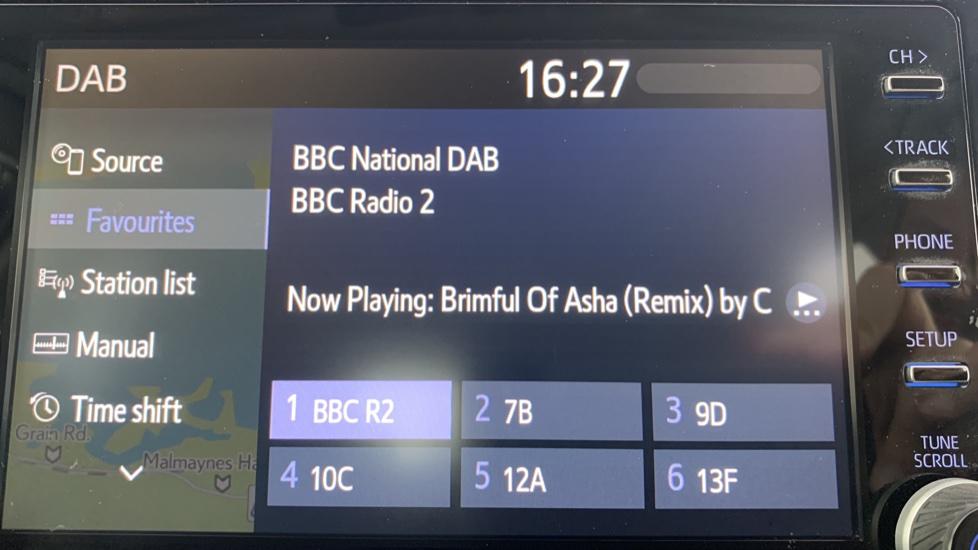 DAB
16:27
Source
Favourites
Station list
Manual
Time shift
Grain Rd.
Malmaynes Ha
BBC National DAB
BBC Radio 2
Now Playing: Brimful Of Asha (Remix) by C
1 BBC R2
2 7B
3 9D
4 10C
5 12A
6 13F
CH >
< TRACK
PHONE
SETUP
TUNE
SCROLL